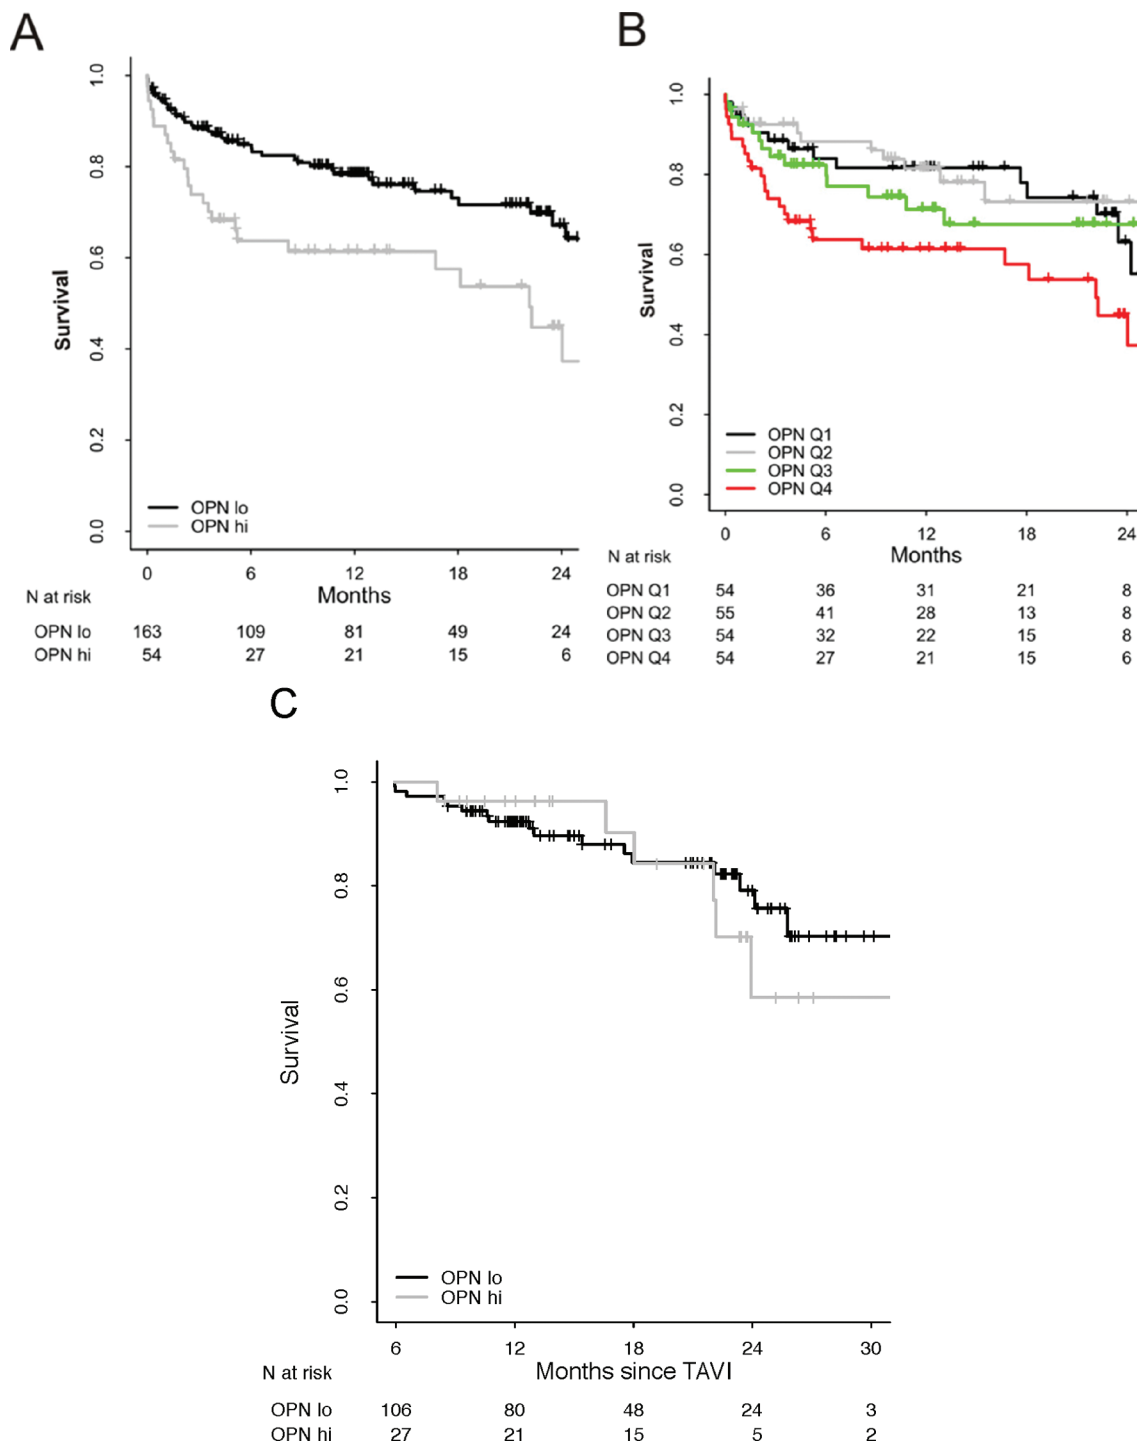 A
1.0
0.8
0.6
0.4
0.2
0.0
Survival
OPN lo
OPN hi
0 6 12 18 24
Months
N at risk
OPN lo 163 109 81 49 24
OPN hi 54 27 21 15 6
B
1.0
0.8
0.6
0.4
0.2
0.0
Survival
OPN Q1
OPN Q2
OPN Q3
OPN Q4
0 6 12 18 24
Months
N at risk
OPN Q1 54 36 31 21 8
OPN Q2 55 41 28 13 8
OPN Q3 54 32 22 15 8
OPN Q4 54 27 21 15 6
C
1.0
0.8
0.6
0.4
0.2
0.0
Survival
OPN lo
OPN hi
6 12 18 24 30
Months since TAVI
N at risk
OPN lo 106 80 48 24 3
OPN hi 27 21 15 5 2